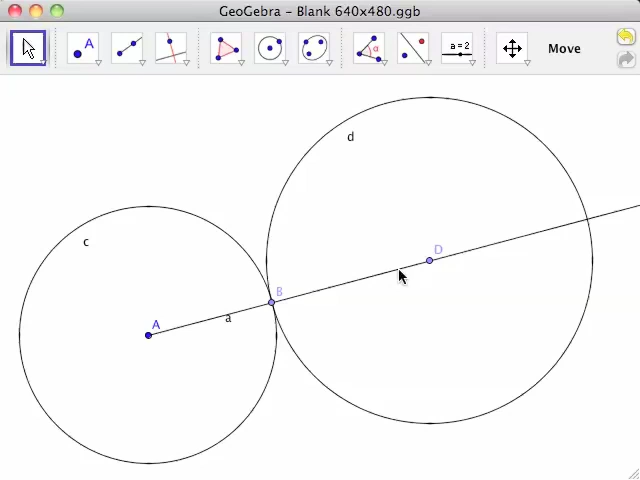 GeoGebra - Blank 640x480.ggb
A
α
a = 2
Move
d
c
D
B
a
A